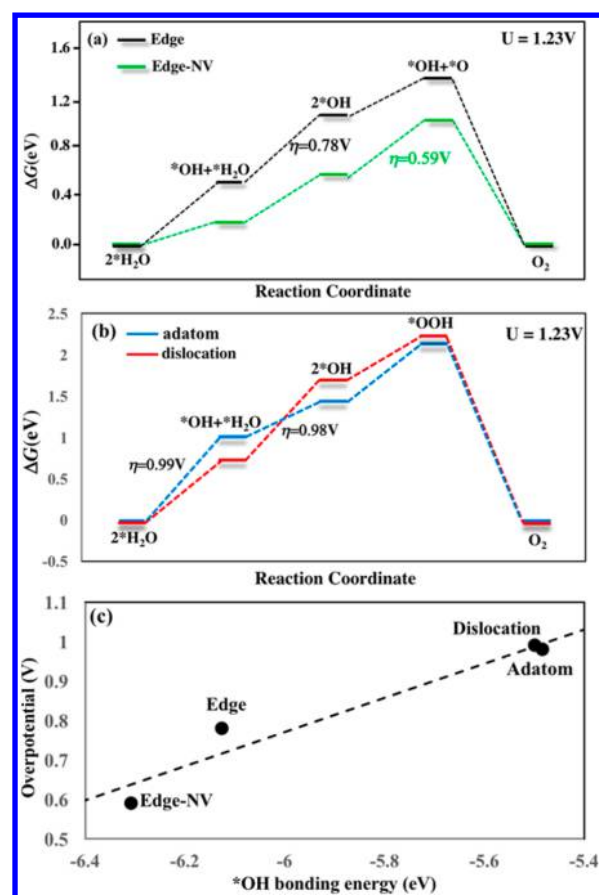 (a)
Edge
Edge-NV
U = 1.23V
1.6
1.2
0.8
0.4
0.0
ΔG(eV)
2*H₂O
*OH+*H₂O
2*OH
*OH+*O
η=0.78V
η=0.59V
O₂
Reaction Coordinate
(b)
adatom
dislocation
U = 1.23V
2.5
2
1.5
1
0.5
0
-0.5
ΔG(eV)
2*H₂O
*OH+*H₂O
2*OH
*OOH
η=0.99V
η=0.98V
O₂
Reaction Coordinate
(c)
1.1
1
0.9
0.8
0.7
0.6
0.5
Overpotential (V)
Dislocation
Adatom
Edge
Edge-NV
-6.4 -6.2 -6 -5.8 -5.6 -5.4
*OH bonding energy (eV)